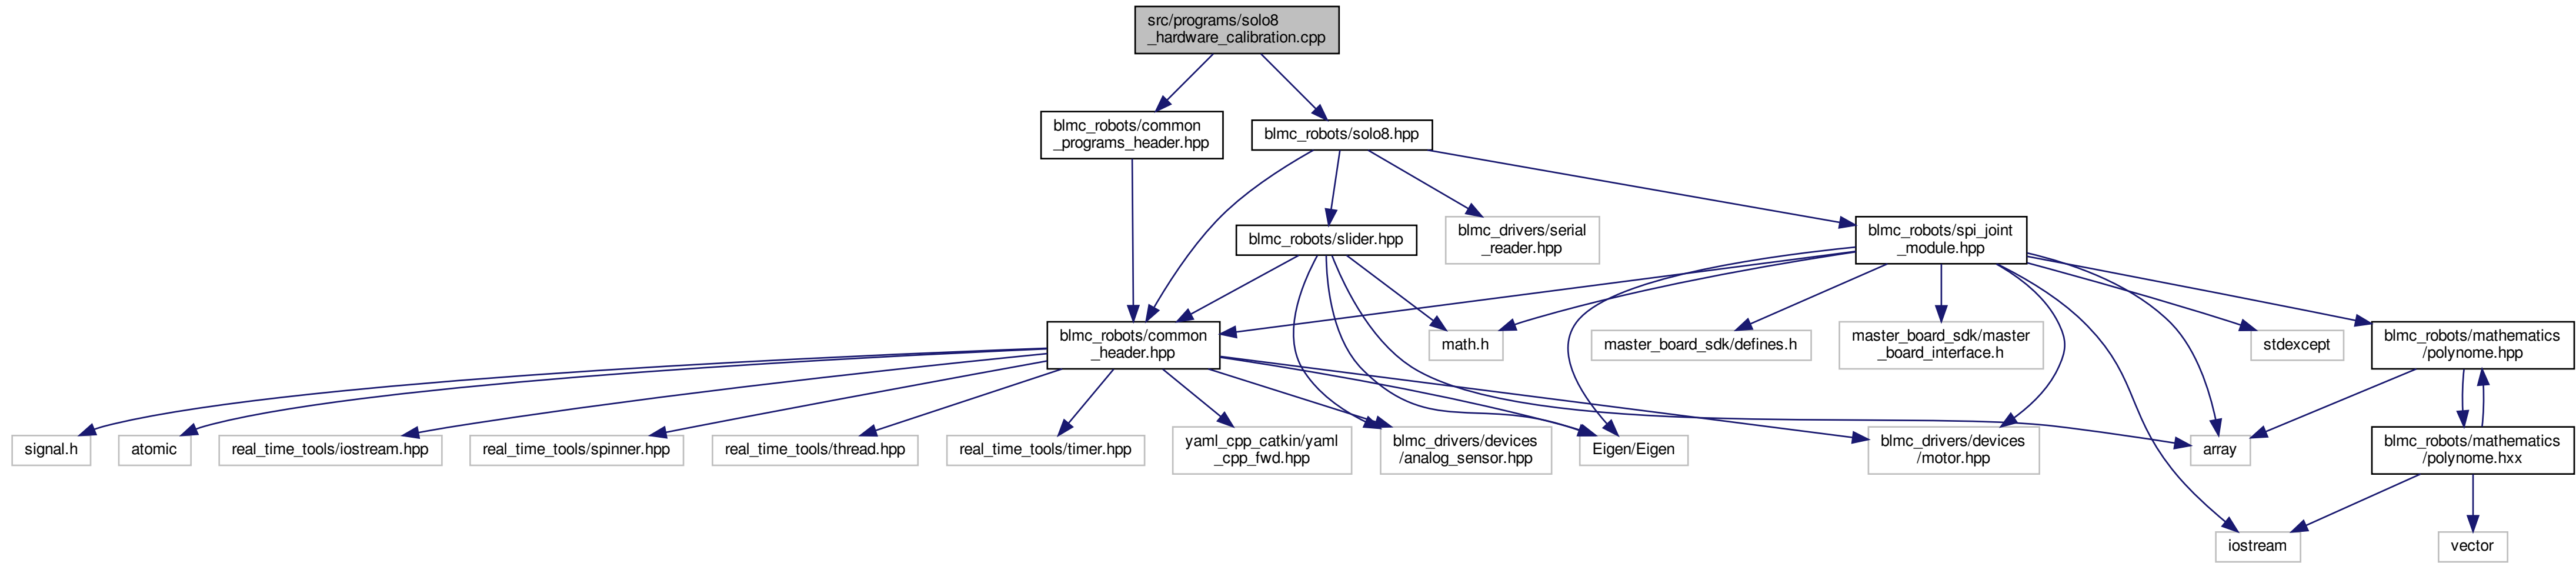 src/programs/solo8
_hardware_calibration.cpp
blmc_robots/common
_programs_header.hpp
blmc_robots/solo8.hpp
blmc_robots/slider.hpp
blmc_drivers/serial
_reader.hpp
blmc_robots/spi_joint
_module.hpp
blmc_robots/common
_header.hpp
math.h
master_board_sdk/defines.h
master_board_sdk/master
_board_interface.h
stdexcept
blmc_robots/mathematics
/polynome.hpp
signal.h
atomic
real_time_tools/iostream.hpp
real_time_tools/spinner.hpp
real_time_tools/thread.hpp
real_time_tools/timer.hpp
yaml_cpp_catkin/yaml
_cpp_fwd.hpp
blmc_drivers/devices
/analog_sensor.hpp
Eigen/Eigen
blmc_drivers/devices
/motor.hpp
array
blmc_robots/mathematics
/polynome.hxx
iostream
vector